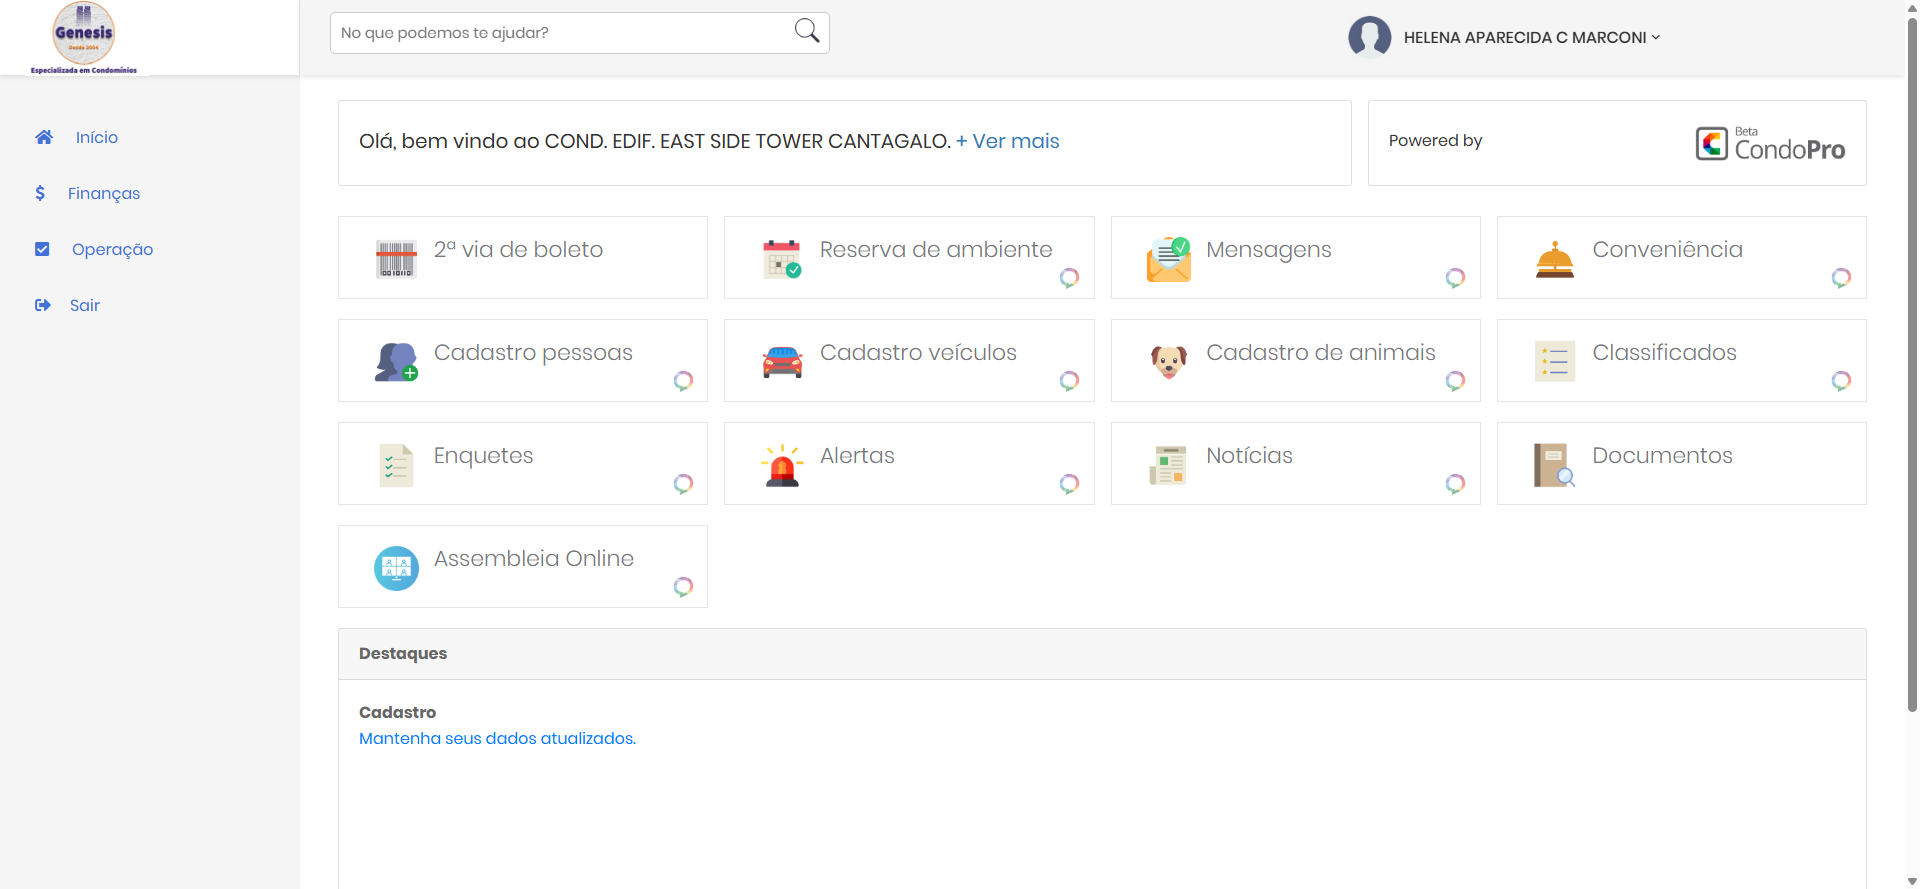 Genesis
Desde 2004
Especializada em Condomínios
No que podemos te ajudar?
HELENA APARECIDA C MARCONI
Início
Finanças
Operação
Sair
Olá, bem vindo ao COND. EDIF. EAST SIDE TOWER CANTAGALO. + Ver mais
Powered by
Beta
CondoPro
2ª via de boleto
Reserva de ambiente
Mensagens
Conveniência
Cadastro pessoas
Cadastro veículos
Cadastro de animais
Classificados
Enquetes
Alertas
Notícias
Documentos
Assembleia Online
Destaques
Cadastro
Mantenha seus dados atualizados.